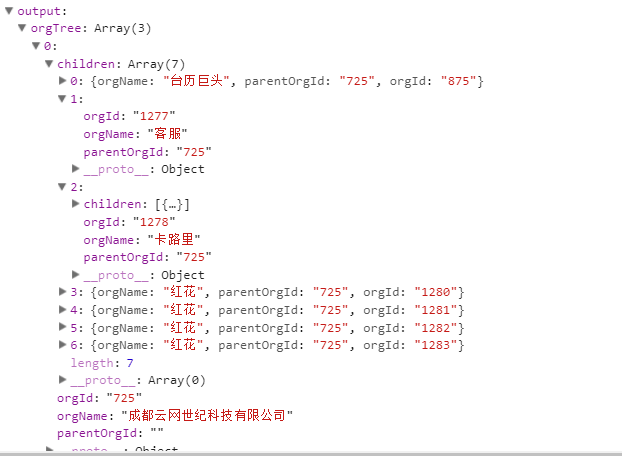 output:
orgTree: Array(3)
0:
children: Array(7)
0: {orgName: "台历巨头", parentOrgId: "725", orgId: "875"}
1:
orgId: "1277"
orgName: "客服"
parentOrgId: "725"
__proto__: Object
2:
children: [{…}]
orgId: "1278"
orgName: "卡路里"
parentOrgId: "725"
__proto__: Object
3: {orgName: "红花", parentOrgId: "725", orgId: "1280"}
4: {orgName: "红花", parentOrgId: "725", orgId: "1281"}
5: {orgName: "红花", parentOrgId: "725", orgId: "1282"}
6: {orgName: "红花", parentOrgId: "725", orgId: "1283"}
length: 7
__proto__: Array(0)
orgId: "725"
orgName: "成都云网世纪科技有限公司"
parentOrgId: ""
__proto__: Object